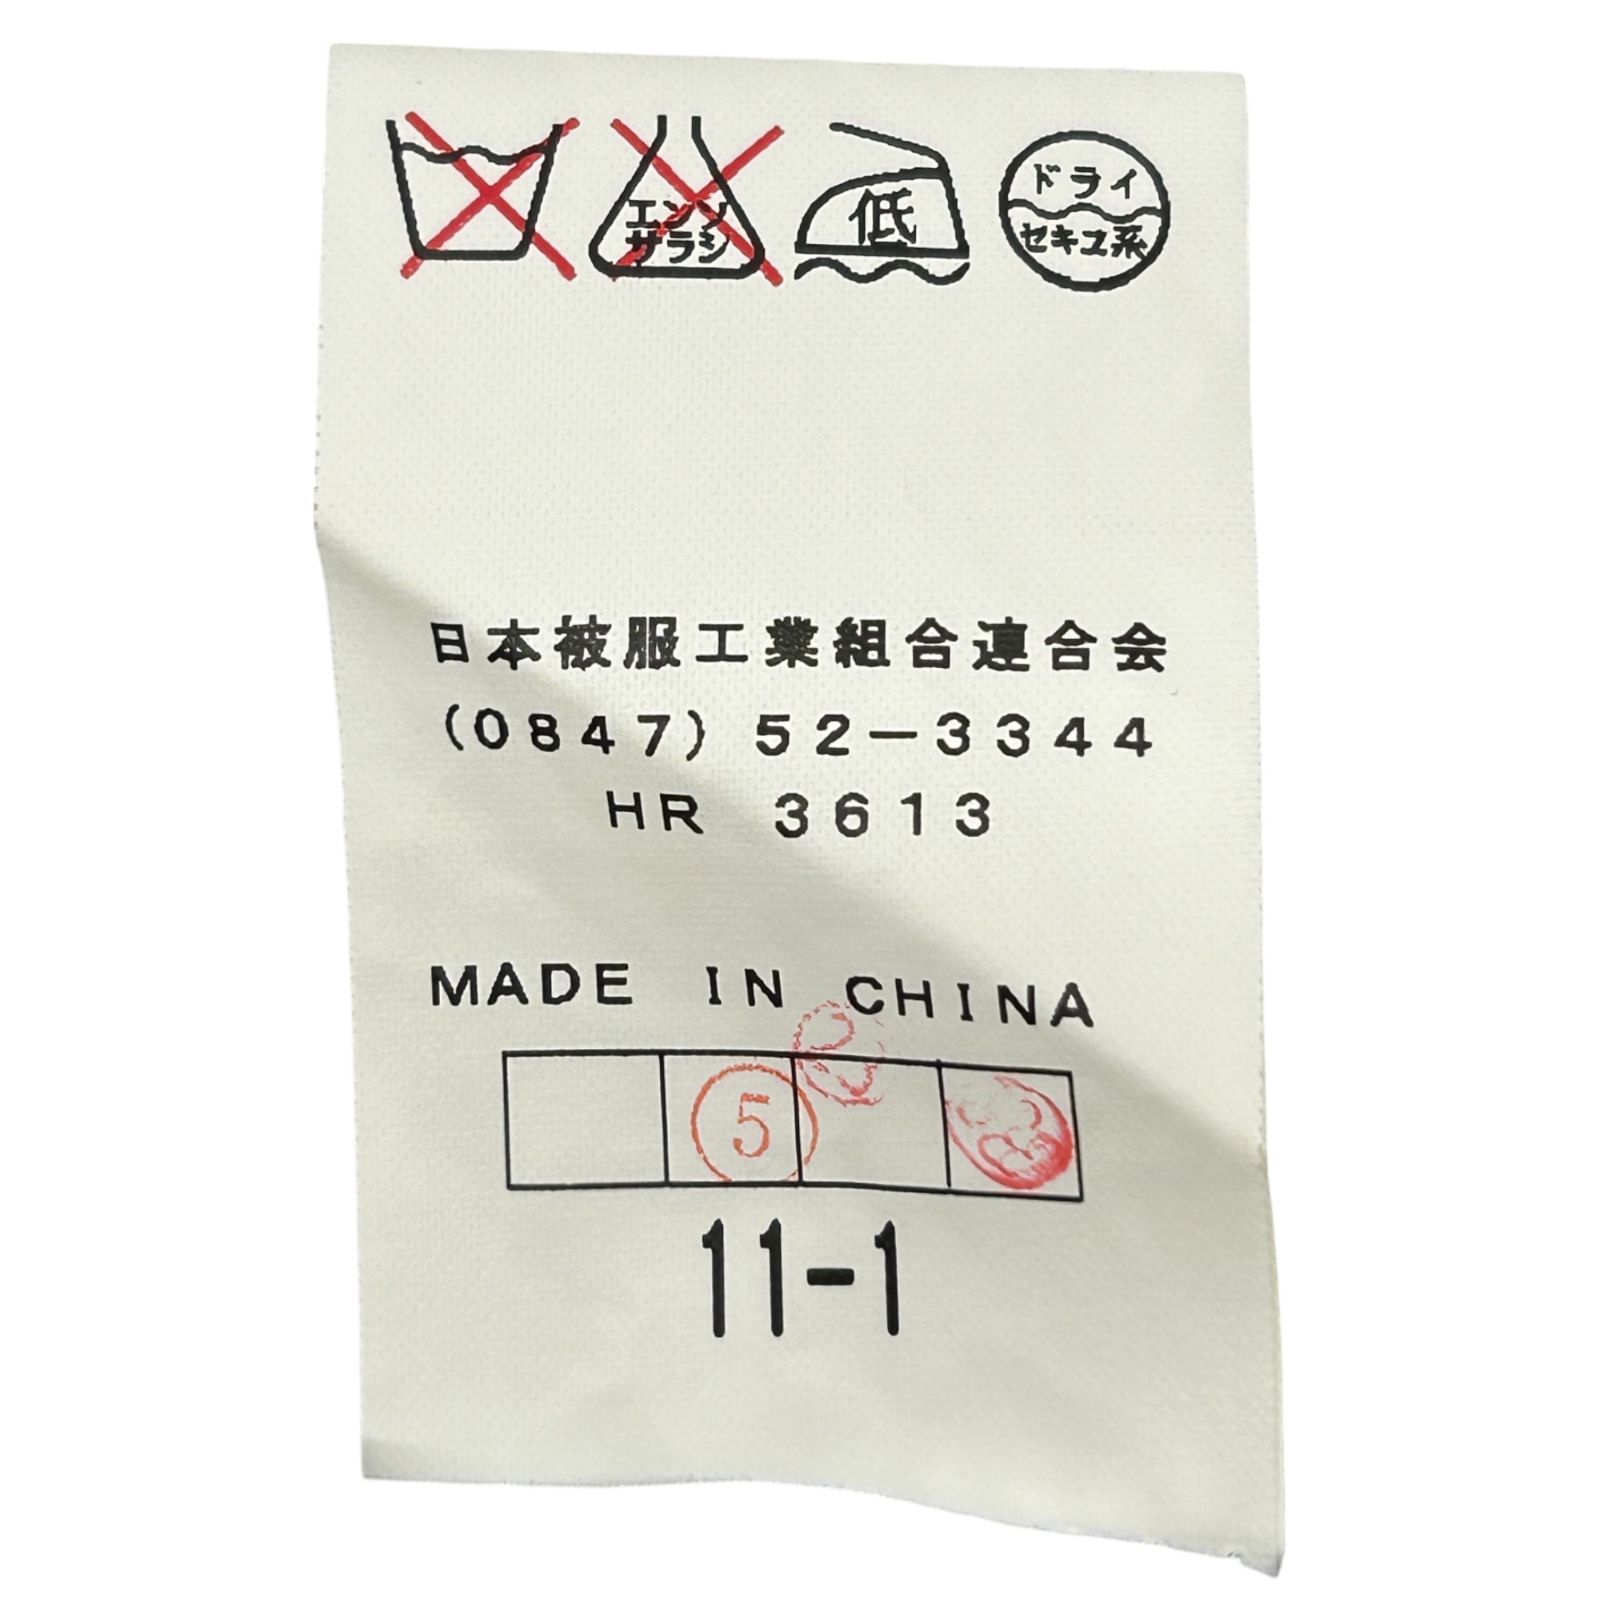 エンソ サラシ
低
ドライ
セキユ系
日本被服工業組合連合会
(0847) 52-3344
HR 3613
MADE IN CHINA
5
11-1